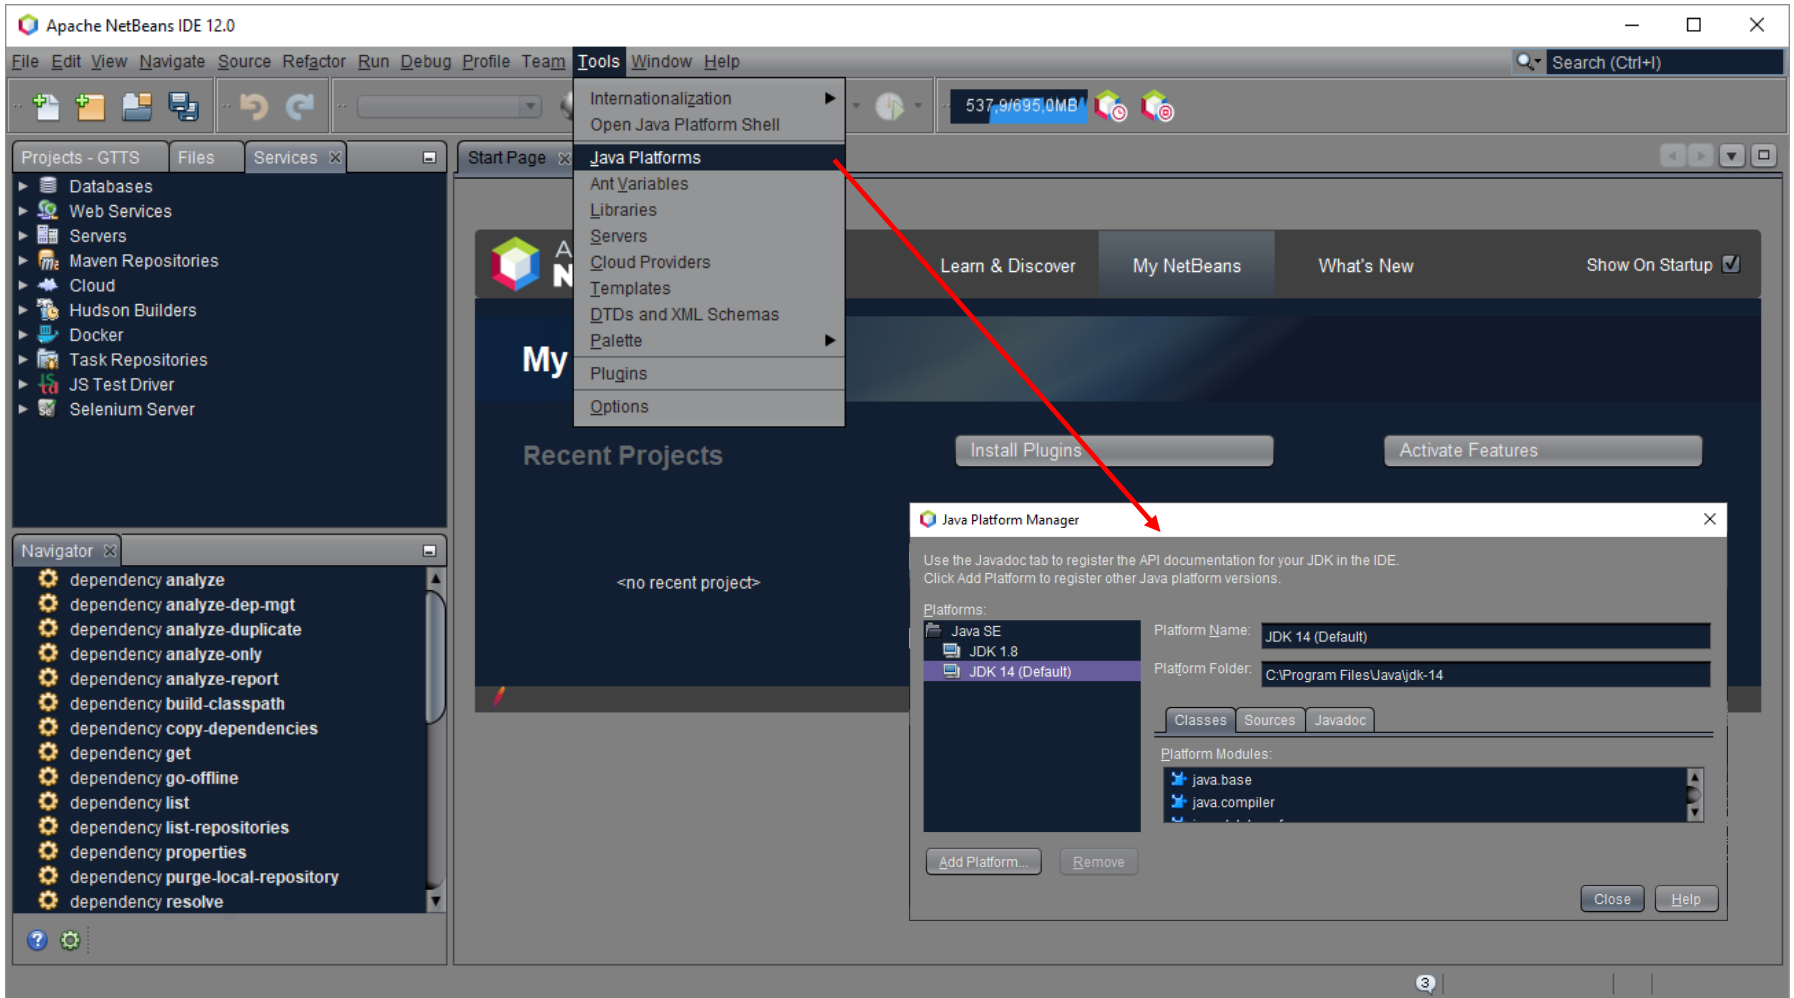 Apache NetBeans IDE 12.0
File Edit View Navigate Source Refactor Run Debug Profile Team Tools Window Help
Search (Ctrl+I)
537,9/695,0MB
Internationalization
Open Java Platform Shell
Java Platforms
Ant Variables
Libraries
Servers
Cloud Providers
Templates
DTDs and XML Schemas
Palette
Plugins
Options
Projects - GTTS
Files
Services
Databases
Web Services
Servers
Maven Repositories
Cloud
Hudson Builders
Docker
Task Repositories
JS Test Driver
Selenium Server
Navigator
dependency analyze
dependency analyze-dep-mgt
dependency analyze-duplicate
dependency analyze-only
dependency analyze-report
dependency build-classpath
dependency copy-dependencies
dependency get
dependency go-offline
dependency list
dependency list-repositories
dependency properties
dependency purge-local-repository
dependency resolve
Start Page
Learn & Discover
My NetBeans
What's New
Show On Startup
My
Recent Projects
Install Plugins
Activate Features
<no recent project>
Java Platform Manager
Use the Javadoc tab to register the API documentation for your JDK in the IDE.
Click Add Platform to register other Java platform versions.
Platforms:
Java SE
JDK 1.8
JDK 14 (Default)
Platform Name: JDK 14 (Default)
Platform Folder: C:\Program Files\Java\jdk-14
Classes
Sources
Javadoc
Platform Modules:
java.base
java.compiler
Add Platform...
Remove
Close
Help
3